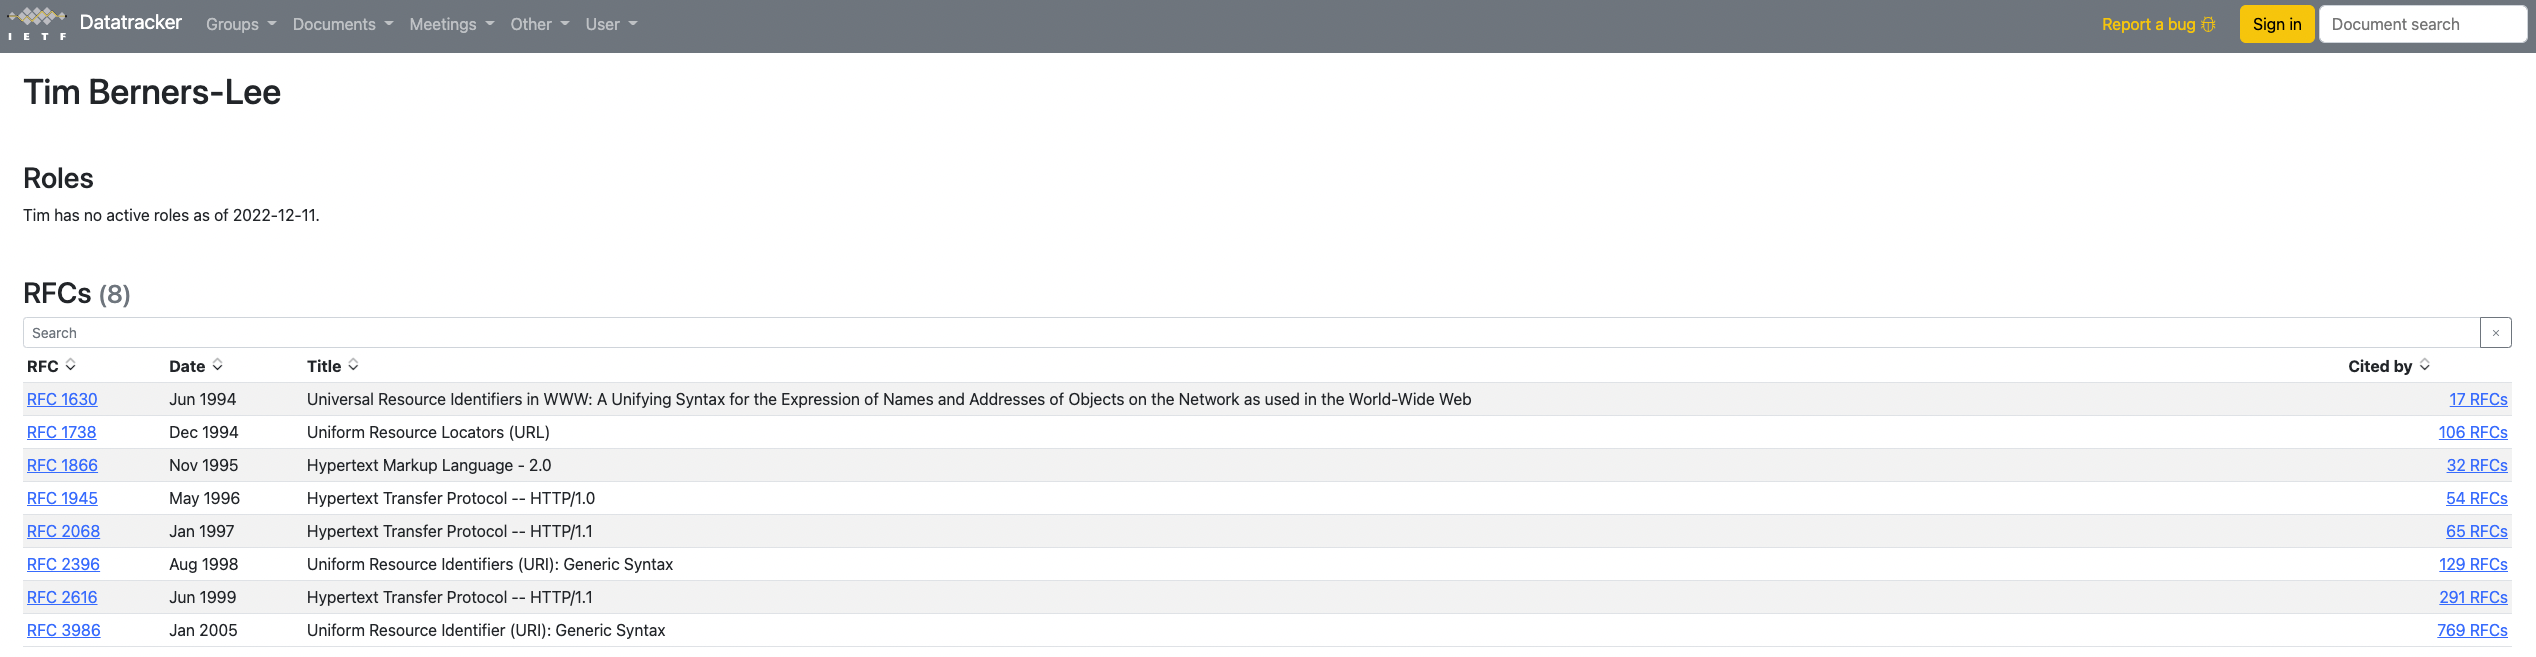 IETF Datatracker Groups Documents Meetings Other User Report a bug Sign in Document search
Tim Berners-Lee
Roles
Tim has no active roles as of 2022-12-11.
RFCs (8)
Search ×
RFC Date Title Cited by
RFC 1630 Jun 1994 Universal Resource Identifiers in WWW: A Unifying Syntax for the Expression of Names and Addresses of Objects on the Network as used in the World-Wide Web 17 RFCs
RFC 1738 Dec 1994 Uniform Resource Locators (URL) 106 RFCs
RFC 1866 Nov 1995 Hypertext Markup Language - 2.0 32 RFCs
RFC 1945 May 1996 Hypertext Transfer Protocol -- HTTP/1.0 54 RFCs
RFC 2068 Jan 1997 Hypertext Transfer Protocol -- HTTP/1.1 65 RFCs
RFC 2396 Aug 1998 Uniform Resource Identifiers (URI): Generic Syntax 129 RFCs
RFC 2616 Jun 1999 Hypertext Transfer Protocol -- HTTP/1.1 291 RFCs
RFC 3986 Jan 2005 Uniform Resource Identifier (URI): Generic Syntax 769 RFCs